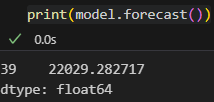 print(model.forecast())
0.0s
39    22029.282717
dtype: float64